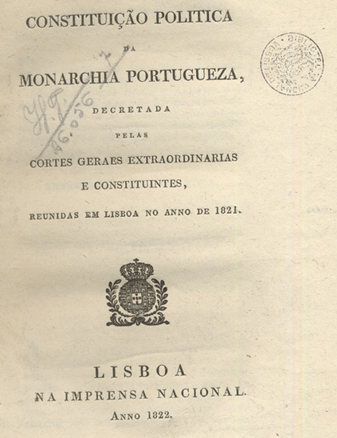 CONSTITUIÇÃO POLITICA
DA
MONARCHIA PORTUGUEZA,
DECRETADA
PELAS
CORTES GERAES EXTRAORDINARIAS
E CONSTITUINTES,
REUNIDAS EM LISBOA NO ANNO DE 1821.
LISBOA
NA IMPRENSA NACIONAL.
ANNO 1822.